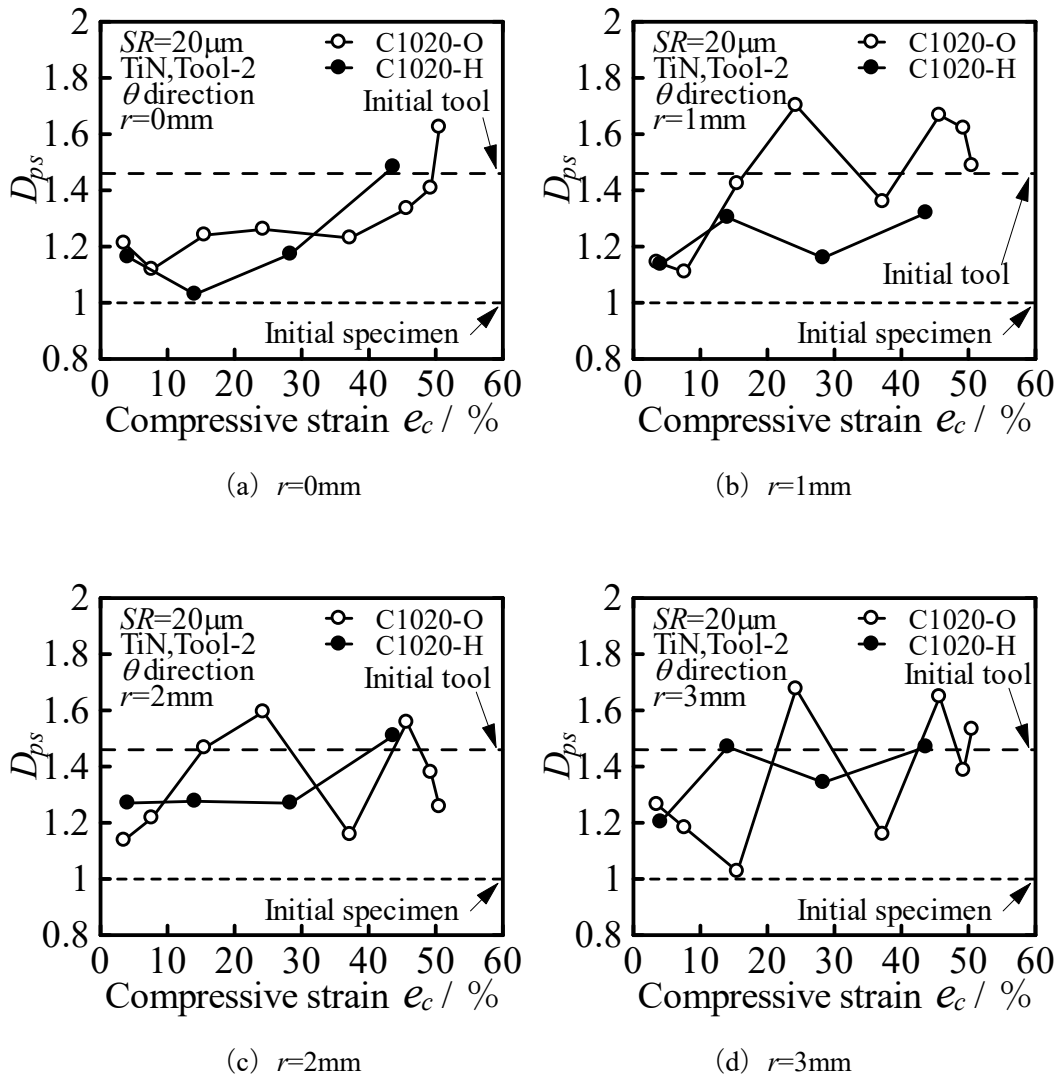 2
1.8
1.6
1.4
1.2
1
0.8
D_ps
SR=20μm
TiN,Tool-2
θ direction
r=0mm
C1020-O
C1020-H
Initial tool
Initial specimen
0 10 20 30 40 50 60
Compressive strain e_c / %
(a) r=0mm
2
1.8
1.6
1.4
1.2
1
0.8
D_ps
SR=20μm
TiN,Tool-2
θ direction
r=1mm
C1020-O
C1020-H
Initial tool
Initial specimen
0 10 20 30 40 50 60
Compressive strain e_c / %
(b) r=1mm
2
1.8
1.6
1.4
1.2
1
0.8
D_ps
SR=20μm
TiN,Tool-2
θ direction
r=2mm
C1020-O
C1020-H
Initial tool
Initial specimen
0 10 20 30 40 50 60
Compressive strain e_c / %
(c) r=2mm
2
1.8
1.6
1.4
1.2
1
0.8
D_ps
SR=20μm
TiN,Tool-2
θ direction
r=3mm
C1020-O
C1020-H
Initial tool
Initial specimen
0 10 20 30 40 50 60
Compressive strain e_c / %
(d) r=3mm